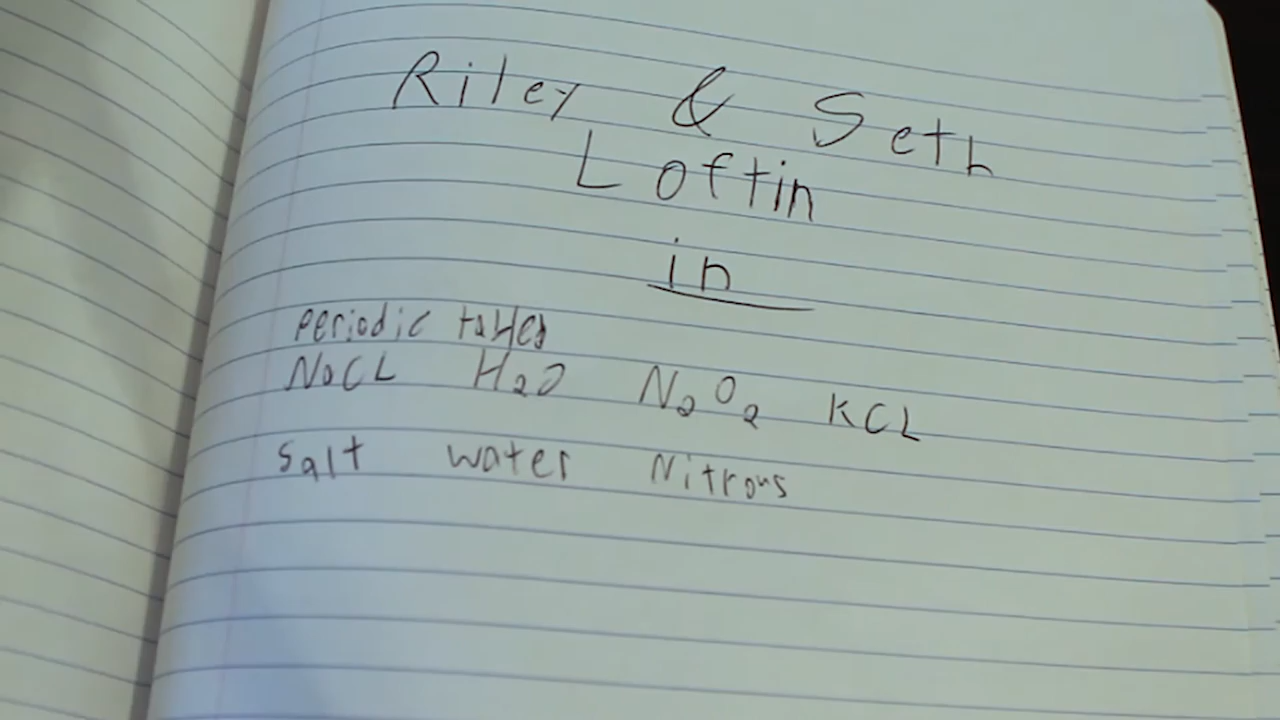 Riley & Seth
Loftin
in
periodic tables
NaCL H2O N2O2 KCL
Salt water Nitrous